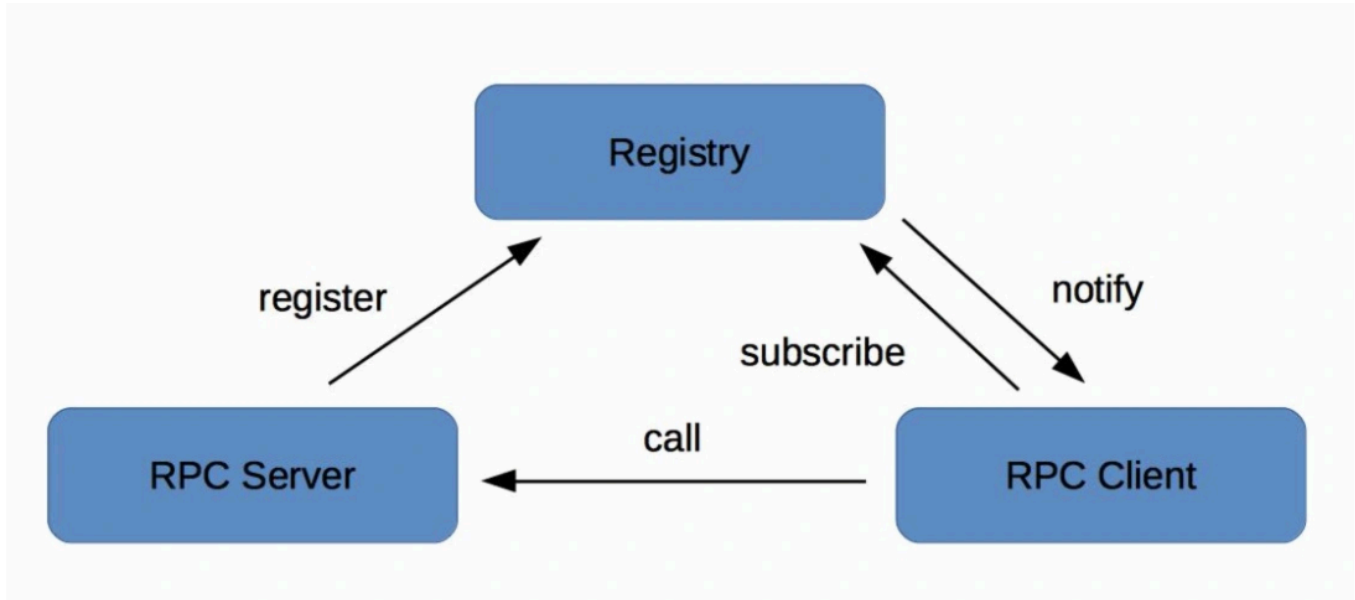 Registry
register
notify
subscribe
call
RPC Server
RPC Client